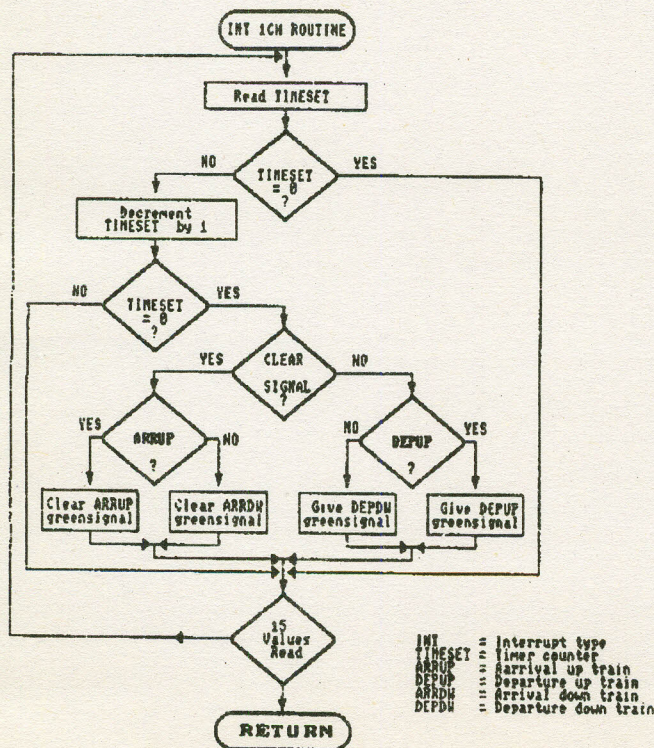 INT 1CH ROUTINE
Read TIMESET
NO
YES
TIMESET
= 0
?
Decrement
TIMESET by 1
NO
YES
TIMESET
= 0
?
YES
NO
CLEAR
SIGNAL
?
YES
NO
ARRUP
?
NO
YES
DEPUP
?
Clear ARRUP
greensignal
Clear ARRDW
greensignal
Give DEPDW
greensignal
Give DEPUP
greensignal
15
Values
Read
RETURN
INT = Interrupt type
TIMESET = Timer counter
ARRUP = Aarrival up train
DEPUP = Departure up train
ARRDW = Arrival down train
DEPDW = Departure down train